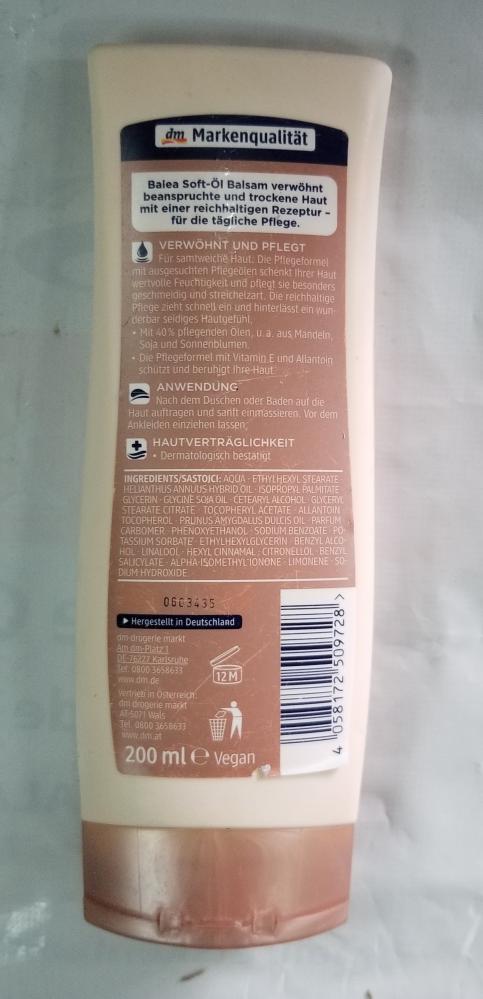 dm Markenqualität
Balea Soft-Öl Balsam verwöhnt
beanspruchte und trockene Haut
mit einer reichhaltigen Rezeptur –
für die tägliche Pflege.
VERWÖHNT UND PFLEGT
Für samtweiche Haut. Die Pflegeformel
mit ausgesuchten Pflegeölen schenkt Ihrer Haut
wertvolle Feuchtigkeit und pflegt sie besonders
geschmeidig und streichelzart. Die reichhaltige
Pflege zieht schnell ein und hinterlässt ein wun-
derbar seidiges Hautgefühl.
• Mit 40% pflegenden Ölen, u. a. aus Mandeln,
Soja und Sonnenblumen.
• Die Pflegeformel mit Vitamin E und Allantoin
schützt und beruhigt Ihre Haut.
ANWENDUNG
Nach dem Duschen oder Baden auf die
Haut auftragen und sanft einmassieren. Vor dem
Ankleiden einziehen lassen.
HAUTVERTRÄGLICHKEIT
• Dermatologisch bestätigt
INGREDIENTS/SASTOJCI: AQUA · ETHYLHEXYL STEARATE ·
HELIANTHUS ANNUUS HYBRID OIL · ISOPROPYL PALMITATE ·
GLYCERIN · GLYCINE SOJA OIL · CETEARYL ALCOHOL · GLYCERYL
STEARATE CITRATE · TOCOPHERYL ACETATE · ALLANTOIN ·
TOCOPHEROL · PRUNUS AMYGDALUS DULCIS OIL · PARFUM ·
CARBOMER · PHENOXYETHANOL · SODIUM BENZOATE · PO-
TASSIUM SORBATE · ETHYLHEXYLGLYCERIN · BENZYL ALCO-
HOL · LINALOOL · HEXYL CINNAMAL · CITRONELLOL · BENZYL
SALICYLATE · ALPHA-ISOMETHYL IONONE · LIMONENE · SO-
DIUM HYDROXIDE
0603435
Hergestellt in Deutschland
dm-drogerie markt
Am dm-Platz 1
DE-76227 Karlsruhe
Tel. 0800 3658633
www.dm.de
Vertrieb in Österreich:
dm drogerie markt
AT-5071 Wals
Tel. 0800 3658633
www.dm.at
12 M
200 ml ℮ Vegan
4 058172 509728 >